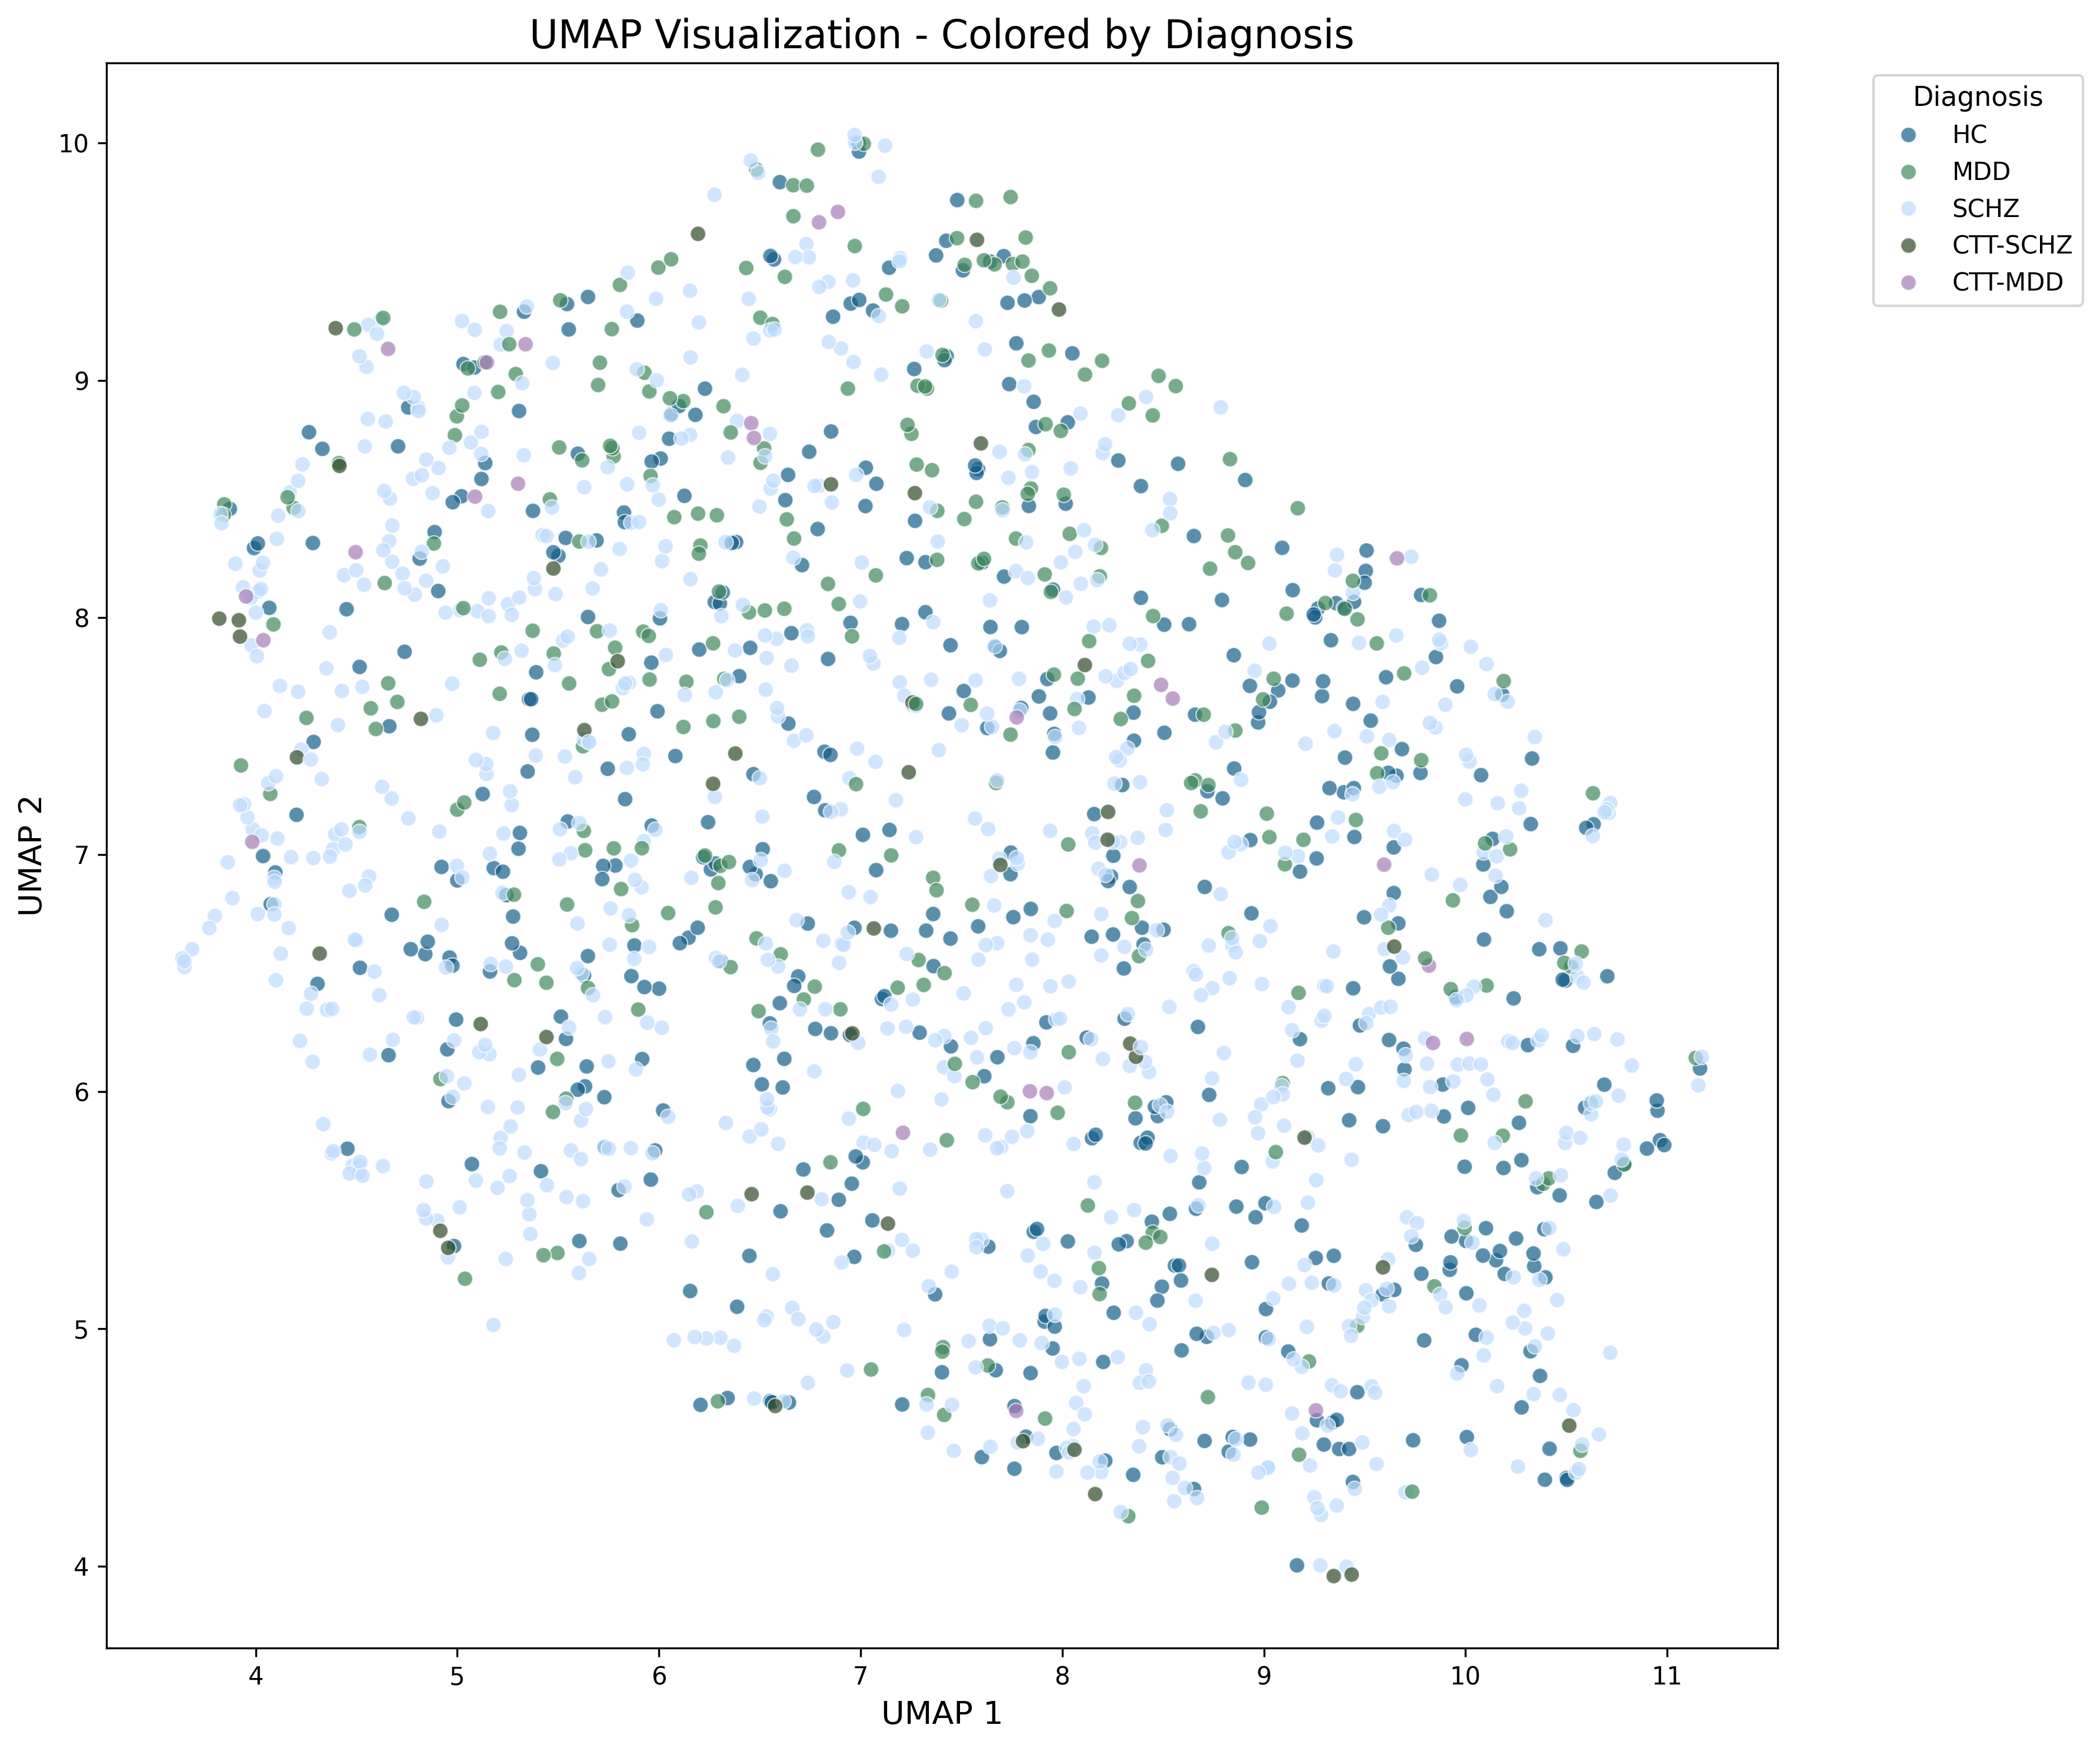 UMAP Visualization - Colored by Diagnosis
Diagnosis
HC
MDD
SCHZ
CTT-SCHZ
CTT-MDD
10
9
8
7
6
5
4
UMAP 2
4 5 6 7 8 9 10 11
UMAP 1